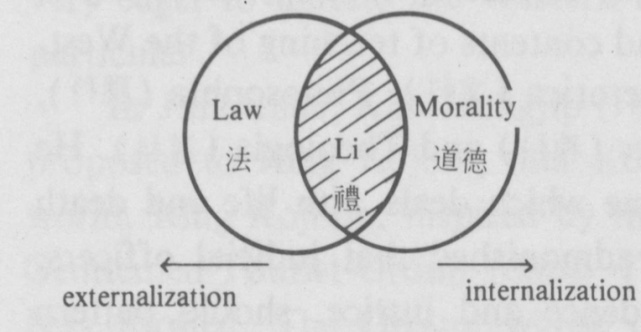 Law
法
Li
禮
Morality
道德
externalization
internalization